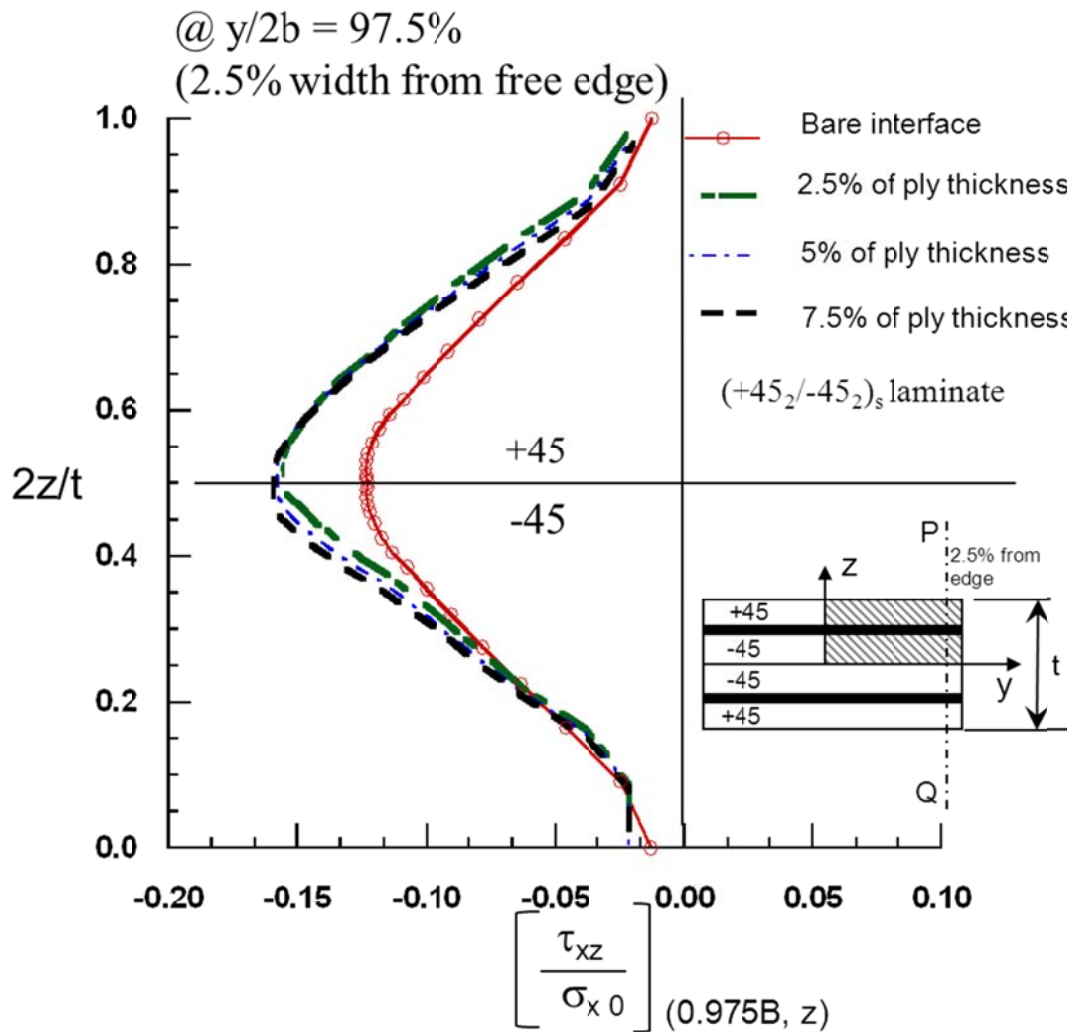 @ y/2b = 97.5%
(2.5% width from free edge)
1.0
0.8
0.6
2z/t
0.4
0.2
0.0
-0.20 -0.15 -0.10 -0.05 0.00 0.05 0.10
Bare interface
2.5% of ply thickness
5% of ply thickness
7.5% of ply thickness
(+45₂/-45₂)ₛ laminate
+45
-45
P
2.5% from
edge
z
+45
-45
-45
+45
y
t
Q
[τxz
σx 0] (0.975B, z)